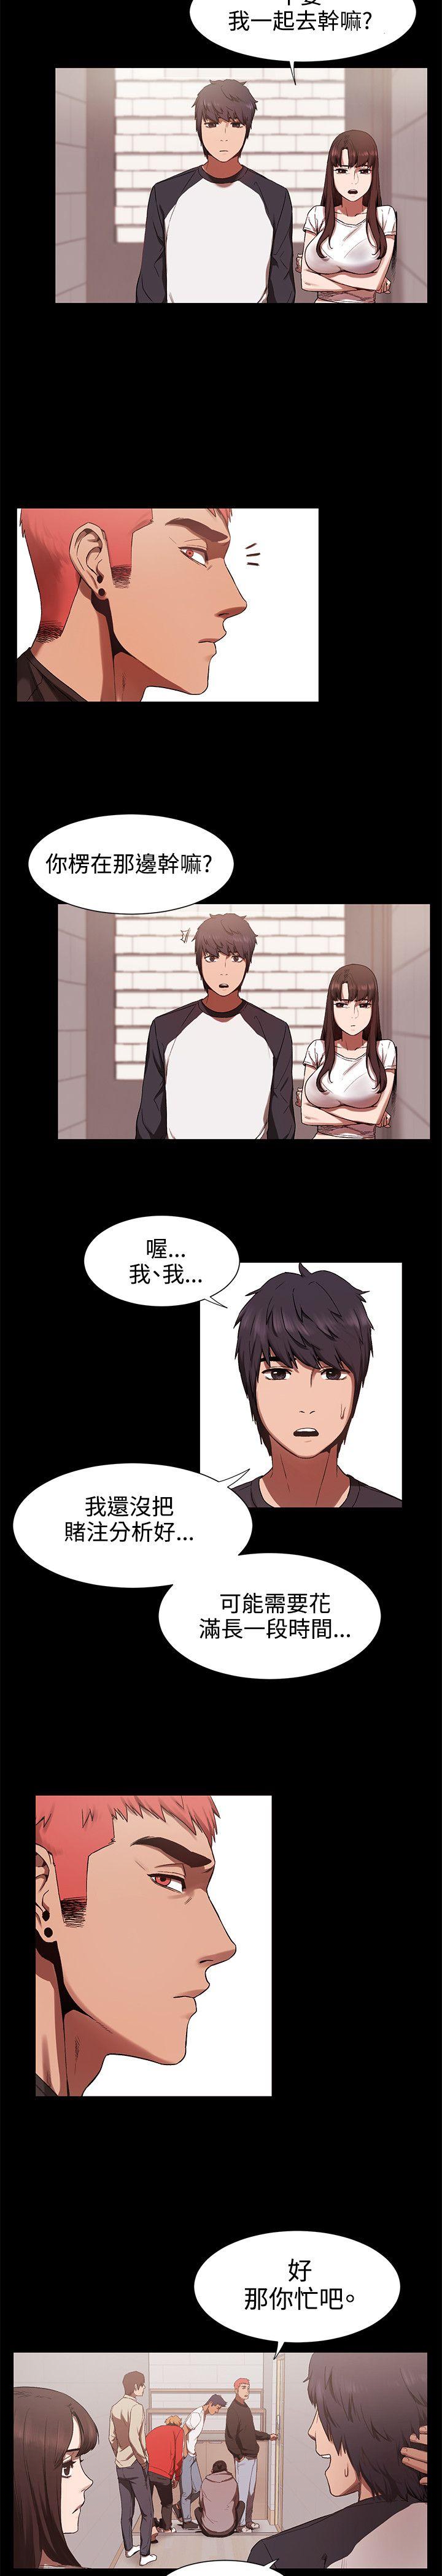 我一起去幹嘛?
你楞在那邊幹嘛?
喔...
我、我...
我還沒把
賭注分析好...
可能需要花
滿長一段時間...
好
那你忙吧。